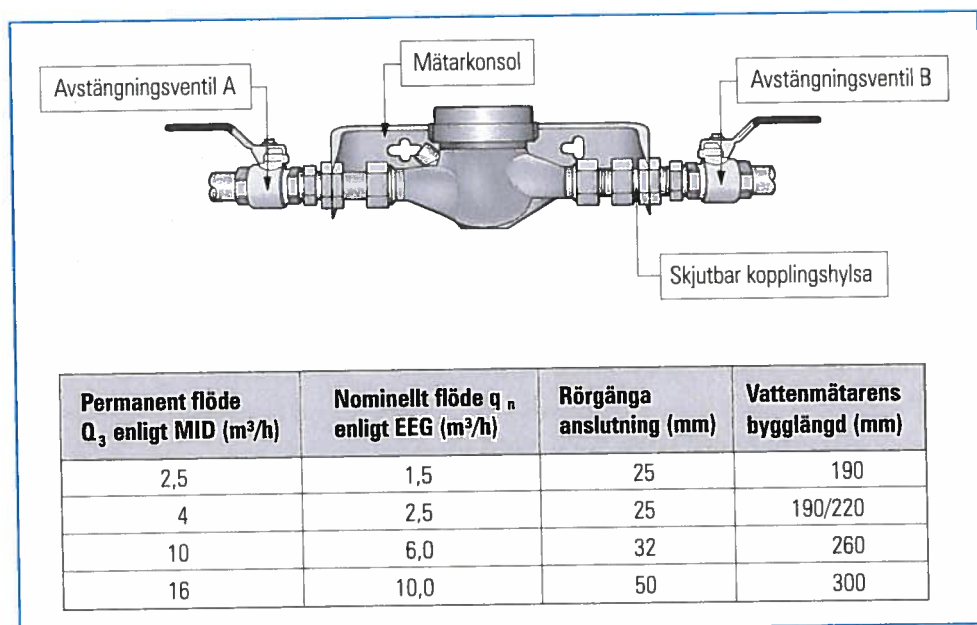 Mätarkonsol
Avstängningsventil A
Avstängningsventil B
Skjutbar kopplingshylsa
Permanent flöde Nominellt flöde q n Rörgänga Vattenmätarens
Q3 enligt MID (m³/h) enligt EEG (m³/h) anslutning (mm) bygglängd (mm)
2,5 1,5 25 190
4 2,5 25 190/220
10 6,0 32 260
16 10,0 50 300